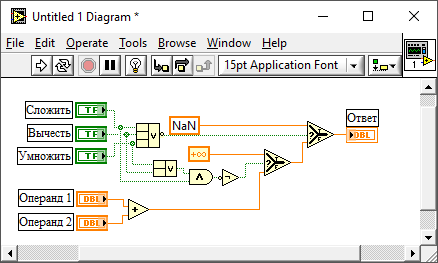 Untitled 1 Diagram *
File Edit Operate Tools Browse Window Help
15pt Application Font
1
Сложить TF
Вычесть TF
Умножить TF
V
NaN
Ответ
DBL
+∞
V
∧
¬
Операнд 1 DBL
Операнд 2 DBL
+